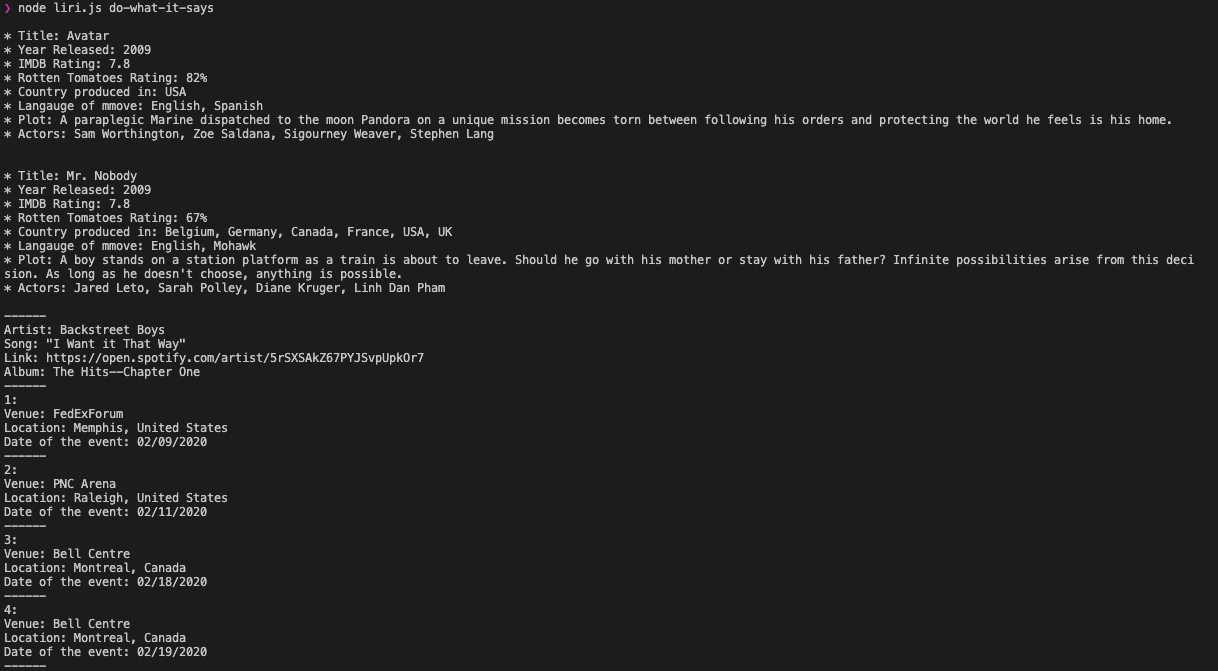 ❯ node liri.js do-what-it-says
* Title: Avatar
* Year Released: 2009
* IMDB Rating: 7.8
* Rotten Tomatoes Rating: 82%
* Country produced in: USA
* Langauge of mmove: English, Spanish
* Plot: A paraplegic Marine dispatched to the moon Pandora on a unique mission becomes torn between following his orders and protecting the world he feels is his home.
* Actors: Sam Worthington, Zoe Saldana, Sigourney Weaver, Stephen Lang
* Title: Mr. Nobody
* Year Released: 2009
* IMDB Rating: 7.8
* Rotten Tomatoes Rating: 67%
* Country produced in: Belgium, Germany, Canada, France, USA, UK
* Langauge of mmove: English, Mohawk
* Plot: A boy stands on a station platform as a train is about to leave. Should he go with his mother or stay with his father? Infinite possibilities arise from this deci
sion. As long as he doesn't choose, anything is possible.
* Actors: Jared Leto, Sarah Polley, Diane Kruger, Linh Dan Pham
------
Artist: Backstreet Boys
Song: "I Want it That Way"
Link: https://open.spotify.com/artist/5rSXSAkZ67PYJSvpUpkOr7
Album: The Hits--Chapter One
------
1:
Venue: FedExForum
Location: Memphis, United States
Date of the event: 02/09/2020
------
2:
Venue: PNC Arena
Location: Raleigh, United States
Date of the event: 02/11/2020
------
3:
Venue: Bell Centre
Location: Montreal, Canada
Date of the event: 02/18/2020
------
4:
Venue: Bell Centre
Location: Montreal, Canada
Date of the event: 02/19/2020
------